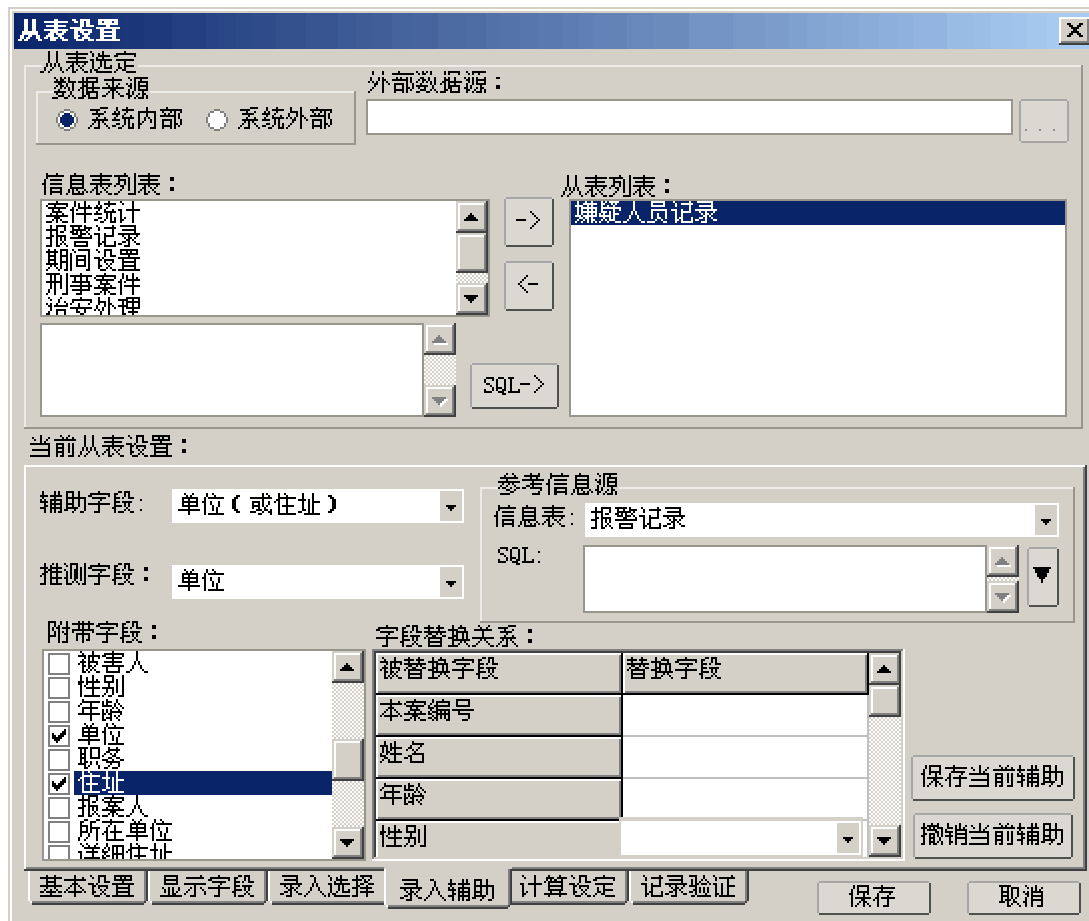 从表设置
从表选定
数据来源
系统内部 系统外部
外部数据源：
...
信息表列表：
案件统计
报警记录
期间设置
刑事案件
治安处理
->
<-
SQL->
从表列表：
嫌疑人员记录
当前从表设置：
辅助字段: 单位（或住址）
推测字段： 单位
参考信息源
信息表: 报警记录
SQL:
附带字段：
被害人
性别
年龄
单位
职务
住址
报案人
所在单位
详细住址
字段替换关系：
被替换字段 替换字段
本案编号
姓名
年龄
性别
保存当前辅助
撤销当前辅助
基本设置 显示字段 录入选择 录入辅助 计算设定 记录验证
保存 取消